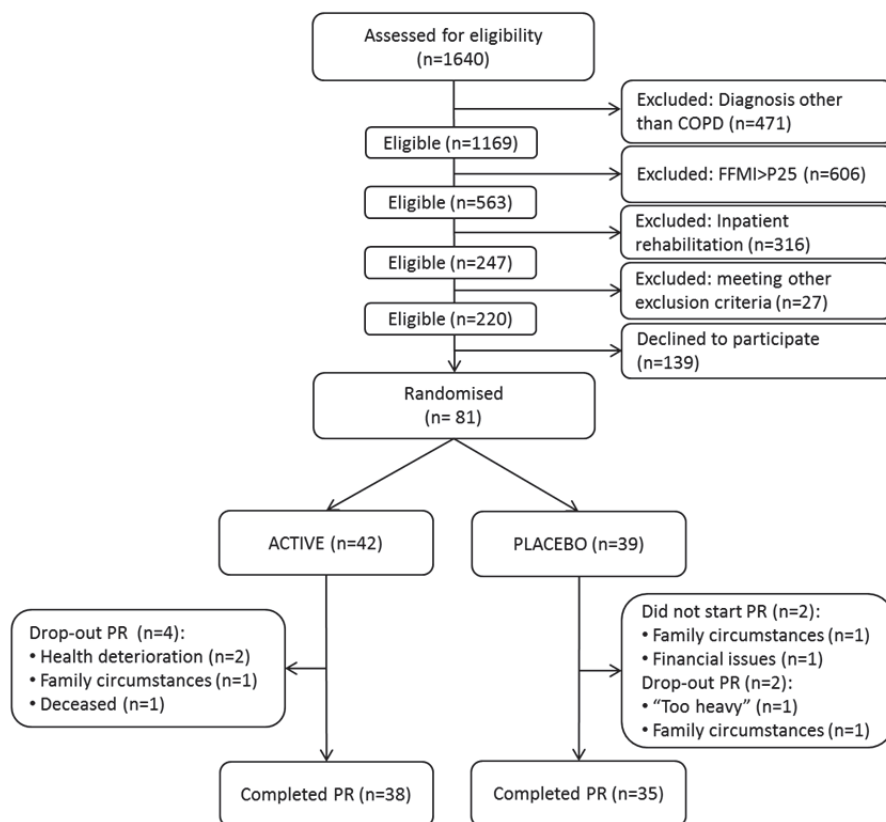 Assessed for eligibility
(n=1640)
Excluded: Diagnosis other
than COPD (n=471)
Eligible (n=1169)
Excluded: FFMI>P25 (n=606)
Eligible (n=563)
Excluded: Inpatient
rehabilitation (n=316)
Eligible (n=247)
Excluded: meeting other
exclusion criteria (n=27)
Eligible (n=220)
Declined to participate
(n=139)
Randomised
(n= 81)
ACTIVE (n=42)
PLACEBO (n=39)
Drop-out PR (n=4):
• Health deterioration (n=2)
• Family circumstances (n=1)
• Deceased (n=1)
Did not start PR (n=2):
• Family circumstances (n=1)
• Financial issues (n=1)
Drop-out PR (n=2):
• “Too heavy” (n=1)
• Family circumstances (n=1)
Completed PR (n=38)
Completed PR (n=35)